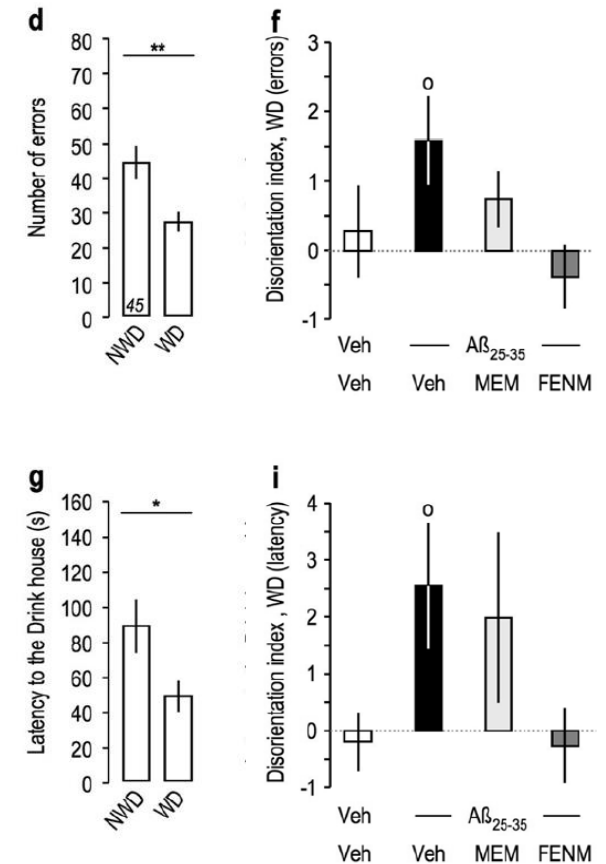 d
Number of errors
80
70
60
50
40
30
20
10
0
**
45
NWD
WD
f
Disorientation index, WD (errors)
3
2
1
0
-1
o
Veh
Aß25-35
Veh
Veh
MEM
FENM
g
Latency to the Drink house (s)
160
140
120
100
80
60
40
20
0
*
NWD
WD
i
Disorientation index , WD (latency)
4
3
2
1
0
-1
o
Veh
Aß25-35
Veh
Veh
MEM
FENM